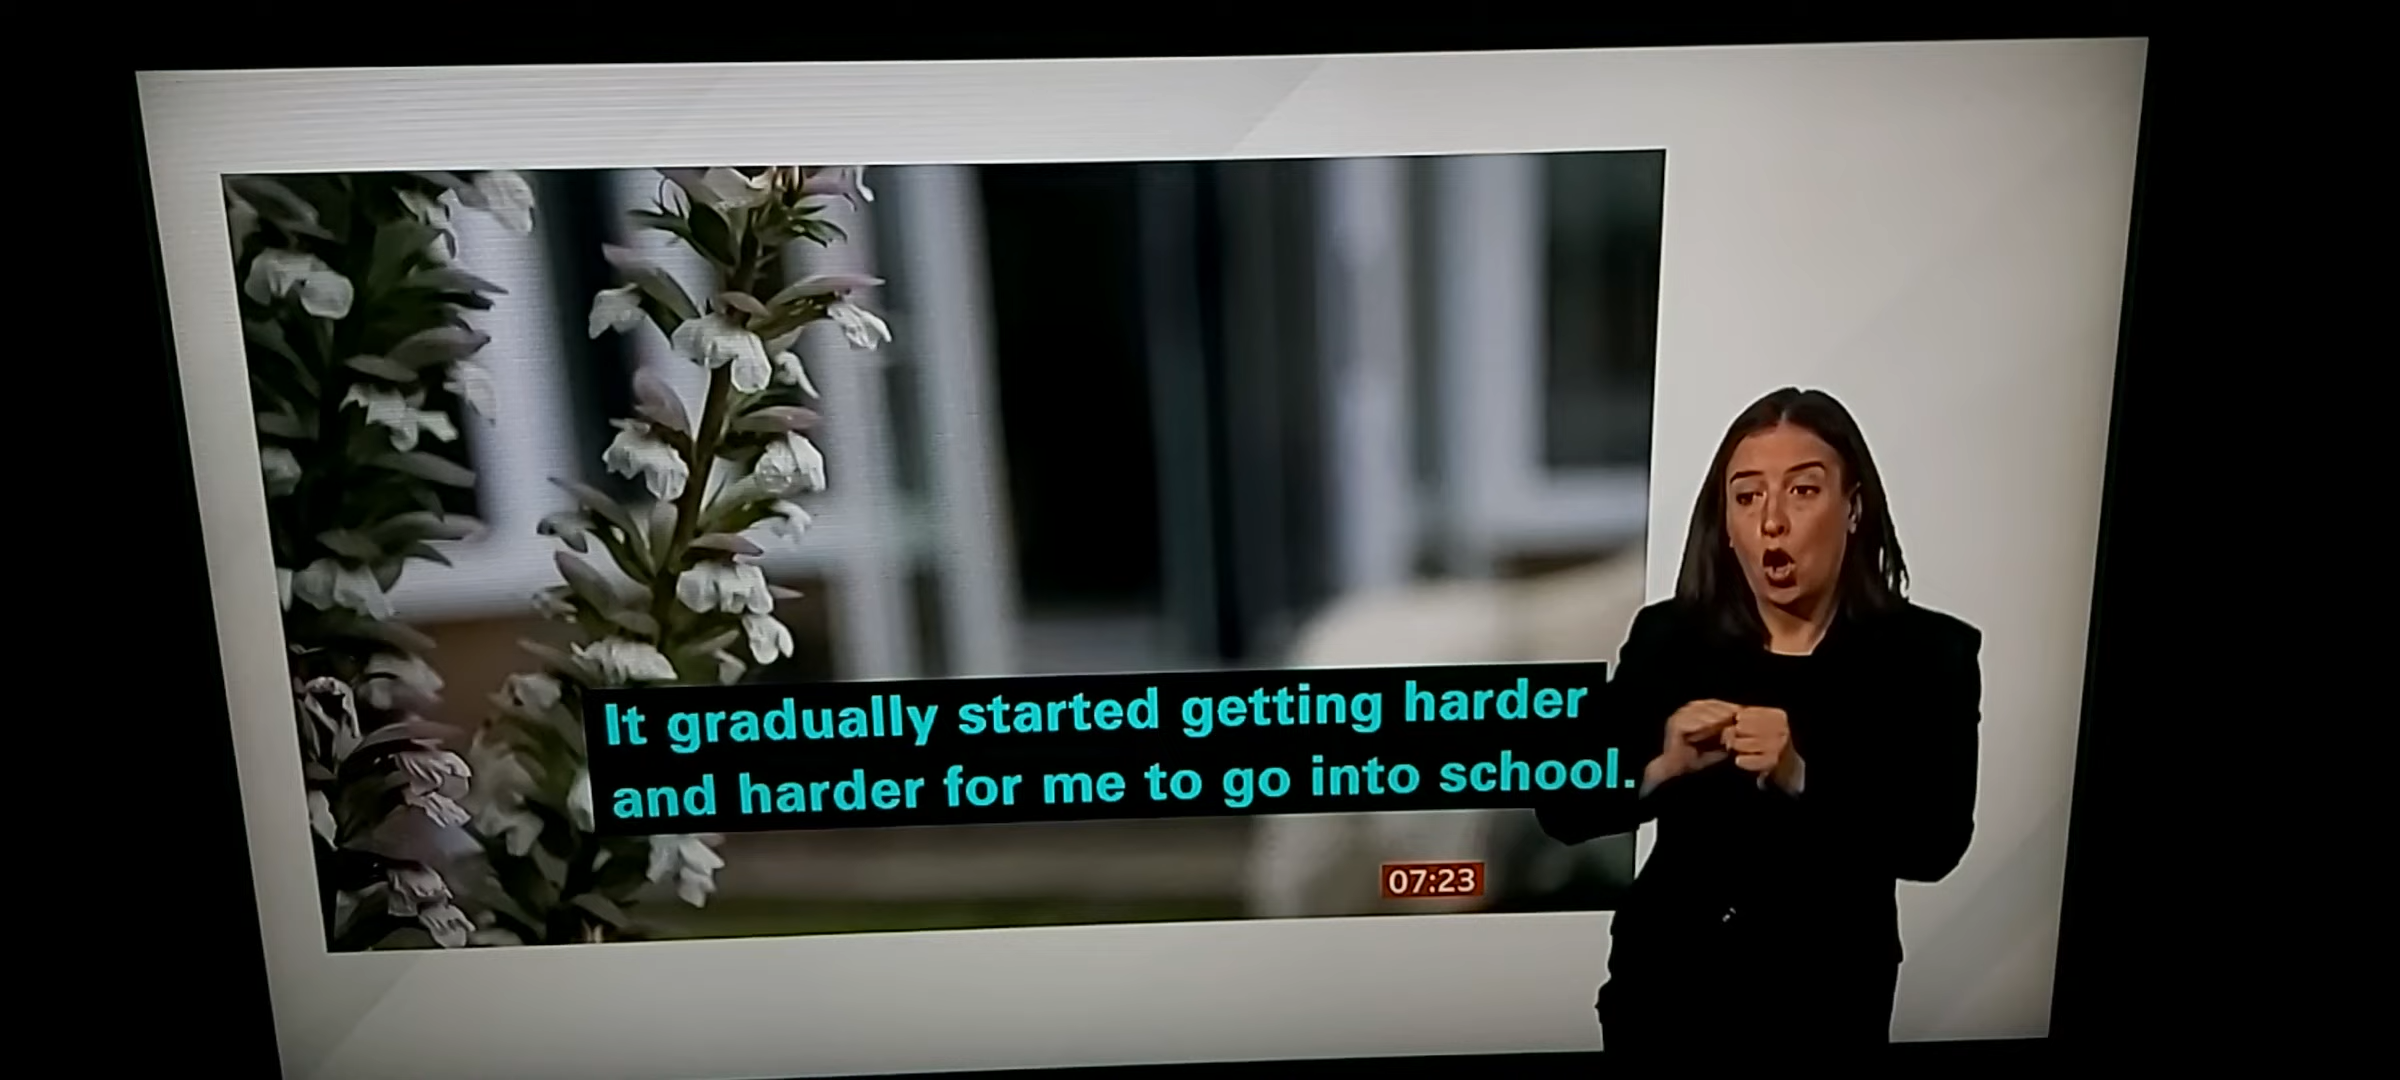 It gradually started getting harder
and harder for me to go into school.
07:23